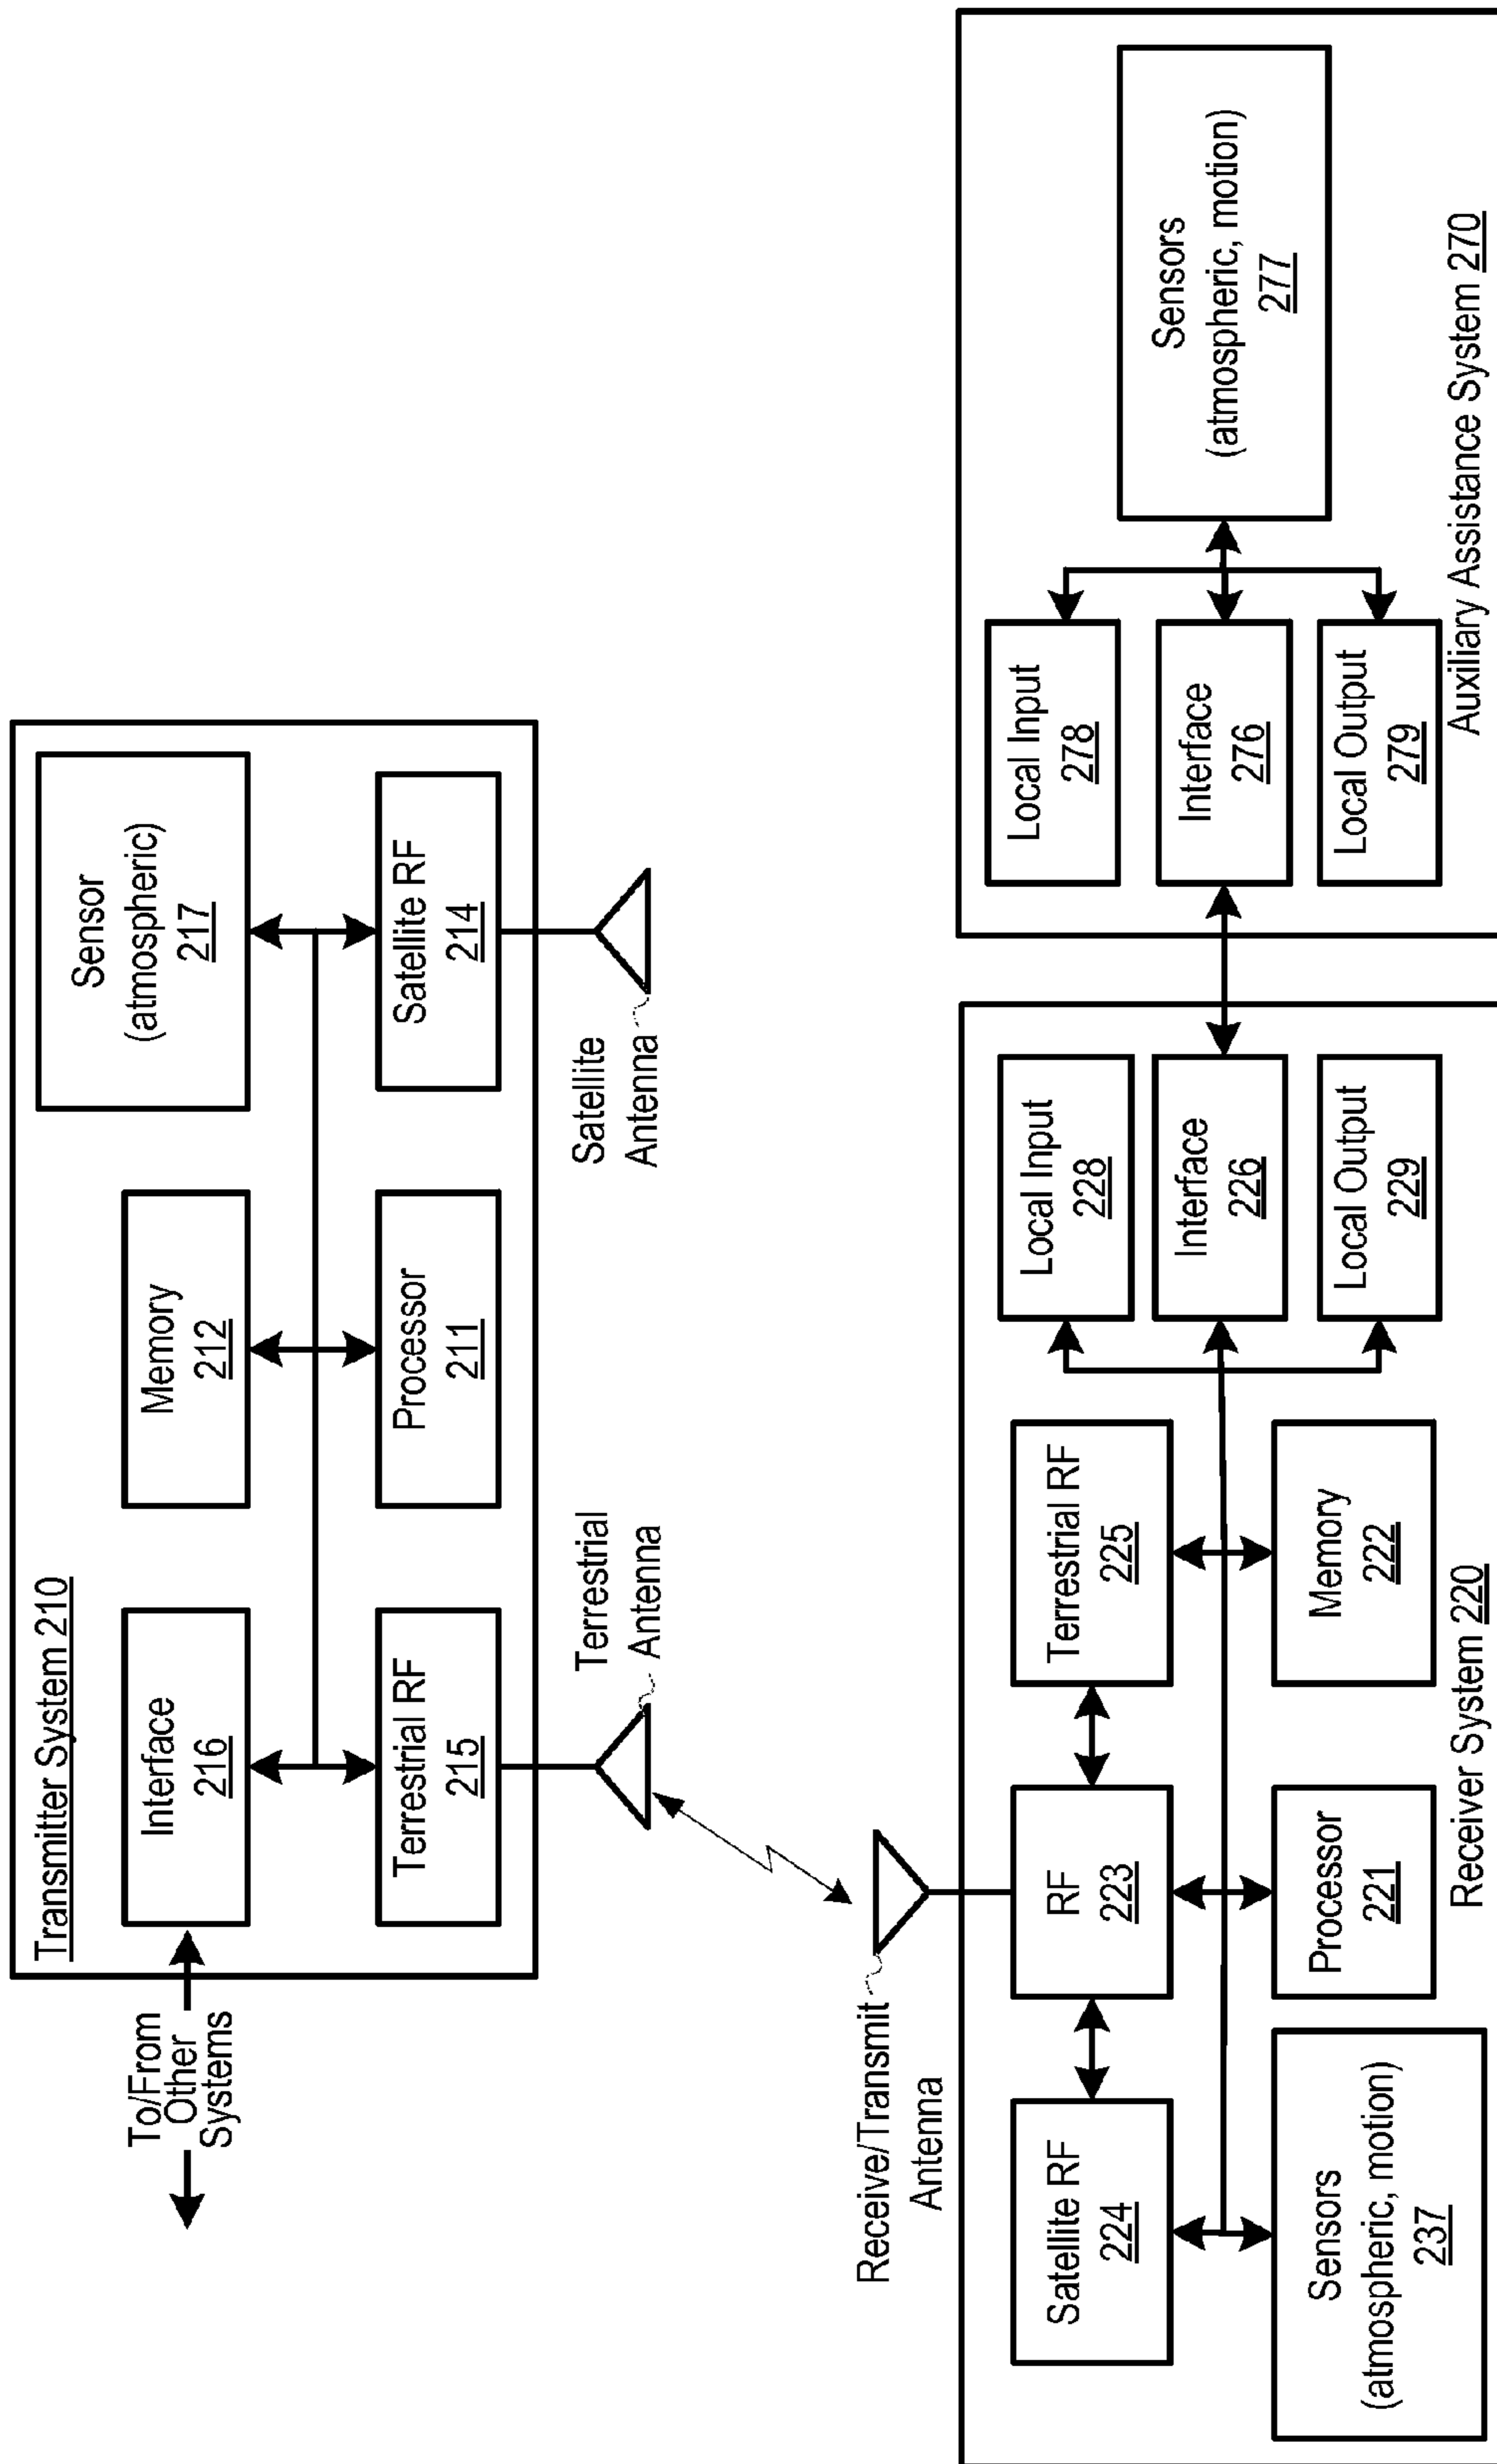 Transmitter System 210
To/From
Other
Systems
Interface
216
Memory
212
Sensor
(atmospheric)
217
Terrestrial RF
215
Processor
211
Satellite RF
214
Terrestrial
Antenna
Satellite
Antenna
Receive/Transmit
Antenna
Satellite RF
224
RF
223
Terrestrial RF
225
Local Input
228
Interface
226
Local Output
229
Sensors
(atmospheric, motion)
237
Processor
221
Memory
222
Receiver System 220
Local Input
278
Interface
276
Local Output
279
Sensors
(atmospheric, motion)
277
Auxiliary Assistance System 270